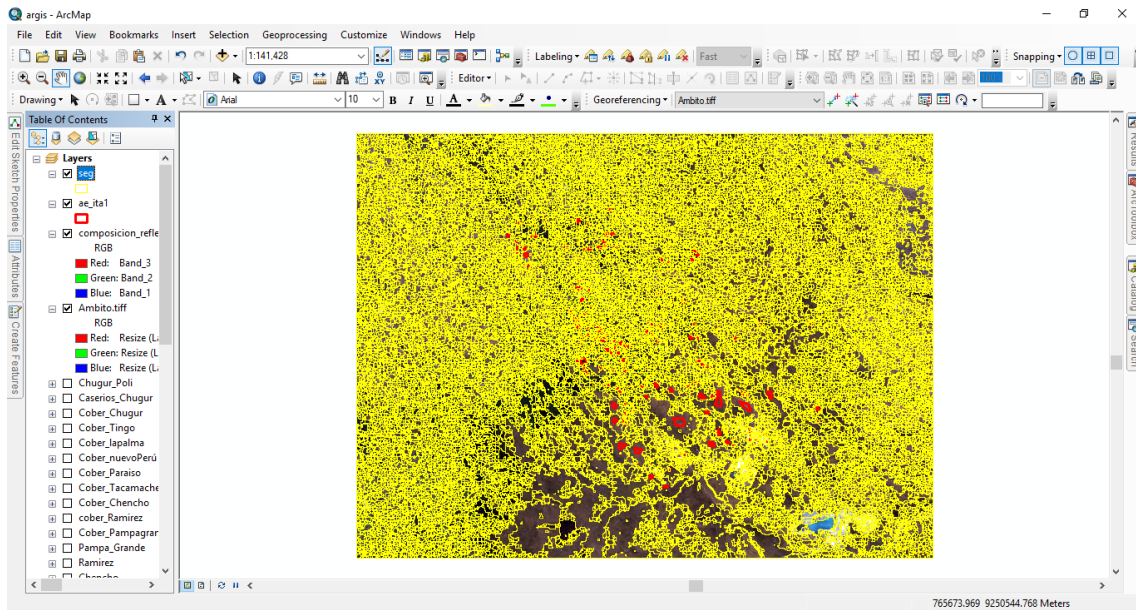 argis - ArcMap
File Edit View Bookmarks Insert Selection Geoprocessing Customize Windows Help
1:141,428 Labeling Fast Snapping
Editor
Drawing A Arial 10 B I U A Georeferencing Ambito.tiff
Table Of Contents
Layers
seg
ae_ita1
composicion_refle
RGB
Red: Band_3
Green: Band_2
Blue: Band_1
Ambito.tiff
RGB
Red: Resize (La
Green: Resize (L
Blue: Resize (La
Chugur_Poli
Caserios_Chugur
Cober_Chugur
Cober_Tingo
Cober_lapalma
Cober_nuevoPerú
Cober_Paraiso
Cober_Tacamache
Cober_Chencho
cober_Ramirez
Cober_Pampagran
Pampa_Grande
Ramirez
Chencho
Edit Sketch Properties
Attributes
Create Features
Results
ArcToolbox
Catalog
Search
765673.969 9250544.768 Meters